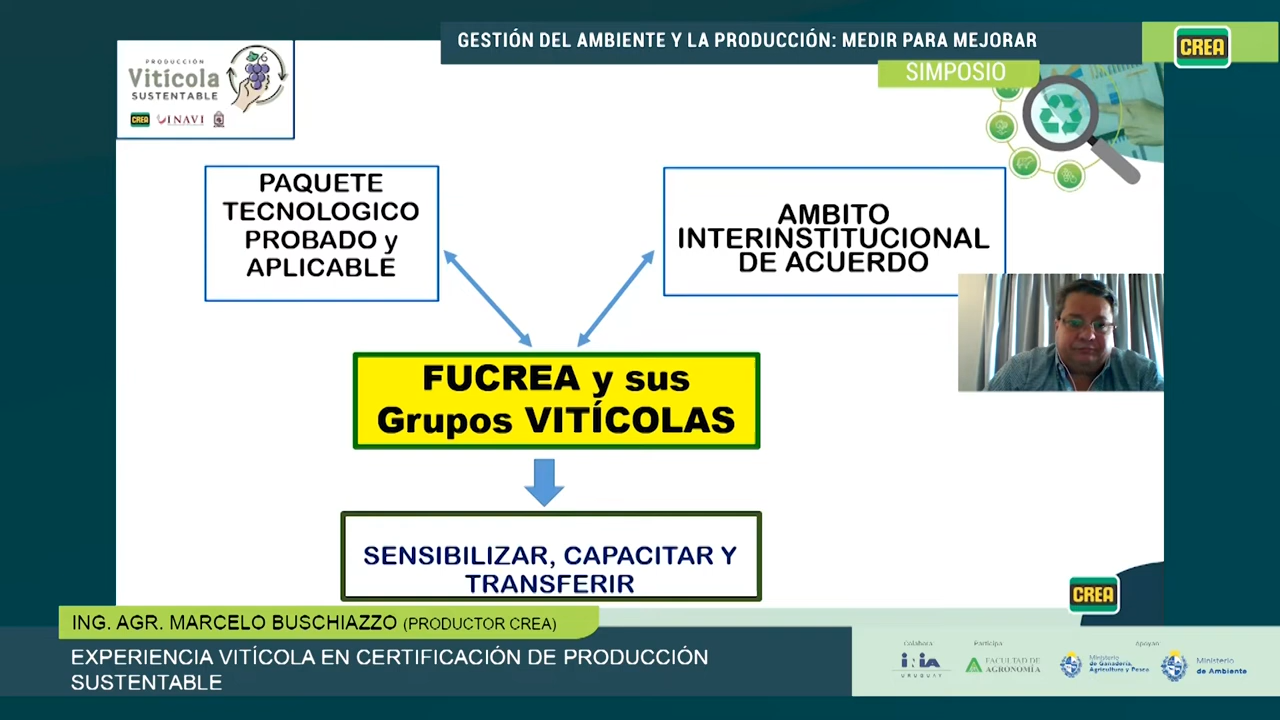 GESTIÓN DEL AMBIENTE Y LA PRODUCCIÓN: MEDIR PARA MEJORAR
SIMPOSIO
CREA
PRODUCCIÓN
Vitícola
SUSTENTABLE
CREA
INAVI
PAQUETE
TECNOLOGICO
PROBADO y
APLICABLE
AMBITO
INTERINSTITUCIONAL
DE ACUERDO
FUCREA y sus
Grupos VITÍCOLAS
SENSIBILIZAR, CAPACITAR Y
TRANSFERIR
CREA
ING. AGR. MARCELO BUSCHIAZZO (PRODUCTOR CREA)
EXPERIENCIA VITÍCOLA EN CERTIFICACIÓN DE PRODUCCIÓN
SUSTENTABLE
Colabora:
Participa
Apoyan:
inia
URUGUAY
FACULTAD DE
AGRONOMÍA
Ministerio
de Ganadería,
Agricultura y Pesca
Ministerio
de Ambiente